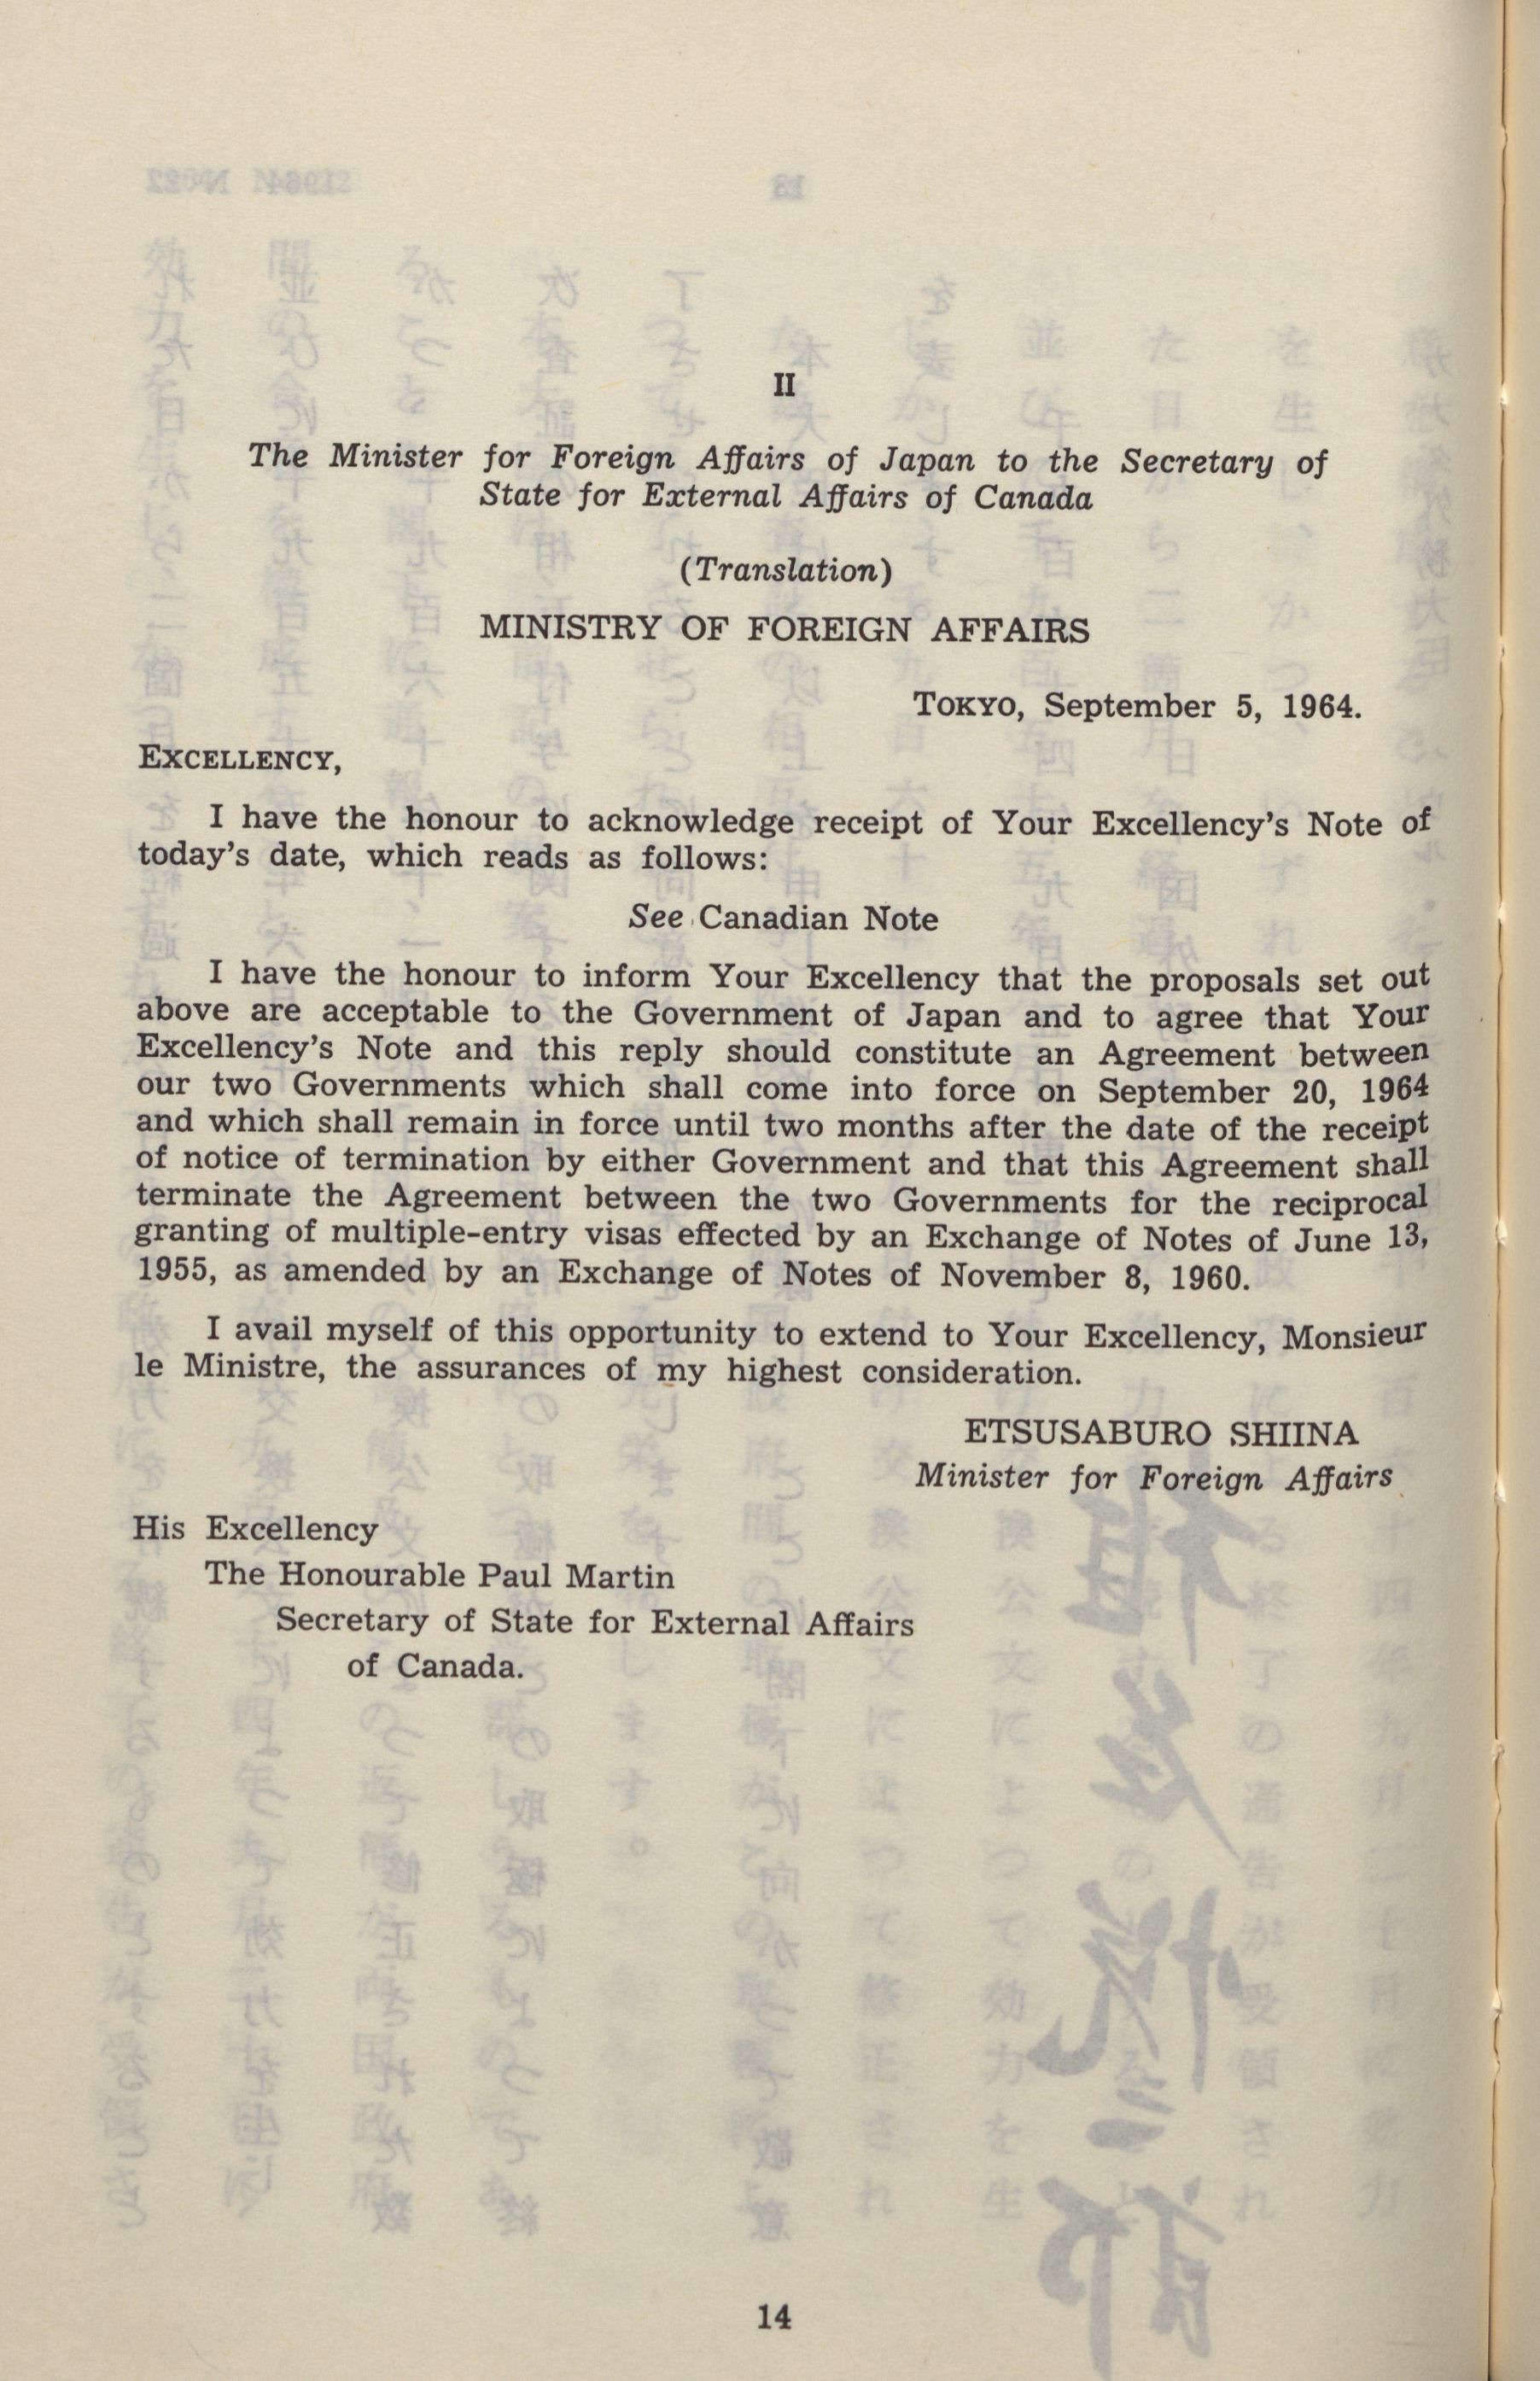 II
The Minister for Foreign Affairs of Japan to the Secretary of
State for External Affairs of Canada
(Translation)
MINISTRY OF FOREIGN AFFAIRS
TOKYO, September 5, 1964.
EXCELLENCY,
I have the honour to acknowledge receipt of Your Excellency's Note of
today's date, which reads as follows:
See Canadian Note
I have the honour to inform Your Excellency that the proposals set out
above are acceptable to the Government of Japan and to agree that Your
Excellency's Note and this reply should constitute an Agreement between
our two Governments which shall come into force on September 20, 1964
and which shall remain in force until two months after the date of the receipt
of notice of termination by either Government and that this Agreement shall
terminate the Agreement between the two Governments for the reciprocal
granting of multiple-entry visas effected by an Exchange of Notes of June 13,
1955, as amended by an Exchange of Notes of November 8, 1960.
I avail myself of this opportunity to extend to Your Excellency, Monsieur
le Ministre, the assurances of my highest consideration.
ETSUSABURO SHIINA
Minister for Foreign Affairs
His Excellency
The Honourable Paul Martin
Secretary of State for External Affairs
of Canada.
14